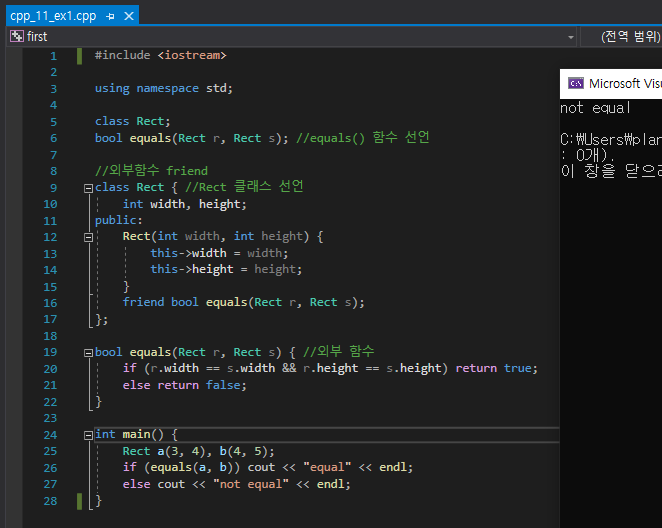 cpp_11_ex1.cpp
first
(전역 범위)
1 #include <iostream>
2
3 using namespace std;
4
5 class Rect;
6 bool equals(Rect r, Rect s); //equals() 함수 선언
7
8 //외부함수 friend
9 class Rect { //Rect 클래스 선언
10 int width, height;
11 public:
12 Rect(int width, int height) {
13 this->width = width;
14 this->height = height;
15 }
16 friend bool equals(Rect r, Rect s);
17 };
18
19 bool equals(Rect r, Rect s) { //외부 함수
20 if (r.width == s.width && r.height == s.height) return true;
21 else return false;
22 }
23
24 int main() {
25 Rect a(3, 4), b(4, 5);
26 if (equals(a, b)) cout << "equal" << endl;
27 else cout << "not equal" << endl;
28 }
Microsoft Visu
not equal
C:\Users\plan
: 0개).
이 창을 닫으